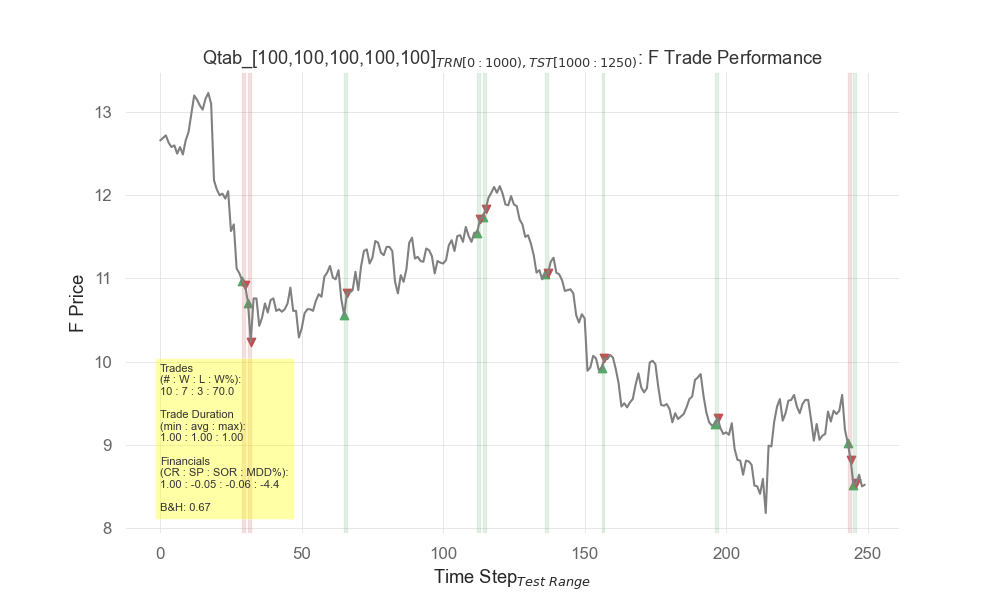 Qtab_[100,100,100,100,100]TRN[0 : 1000), TST[1000 : 1250): F Trade Performance
13
12
11
10
9
8
F Price
Trades
(# : W : L : W%):
10 : 7 : 3 : 70.0
Trade Duration
(min : avg : max):
1.00 : 1.00 : 1.00
Financials
(CR : SP : SOR : MDD%):
1.00 : -0.05 : -0.06 : -4.4
B&H: 0.67
0 50 100 150 200 250
Time StepTest Range